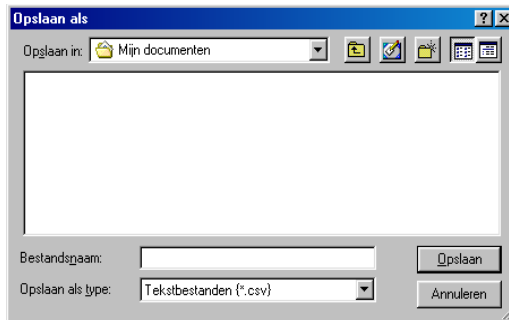 Opslaan als
Opslaan in: Mijn documenten
Bestandsnaam:
Opslaan
Opslaan als type: Tekstbestanden {*.csv}
Annuleren